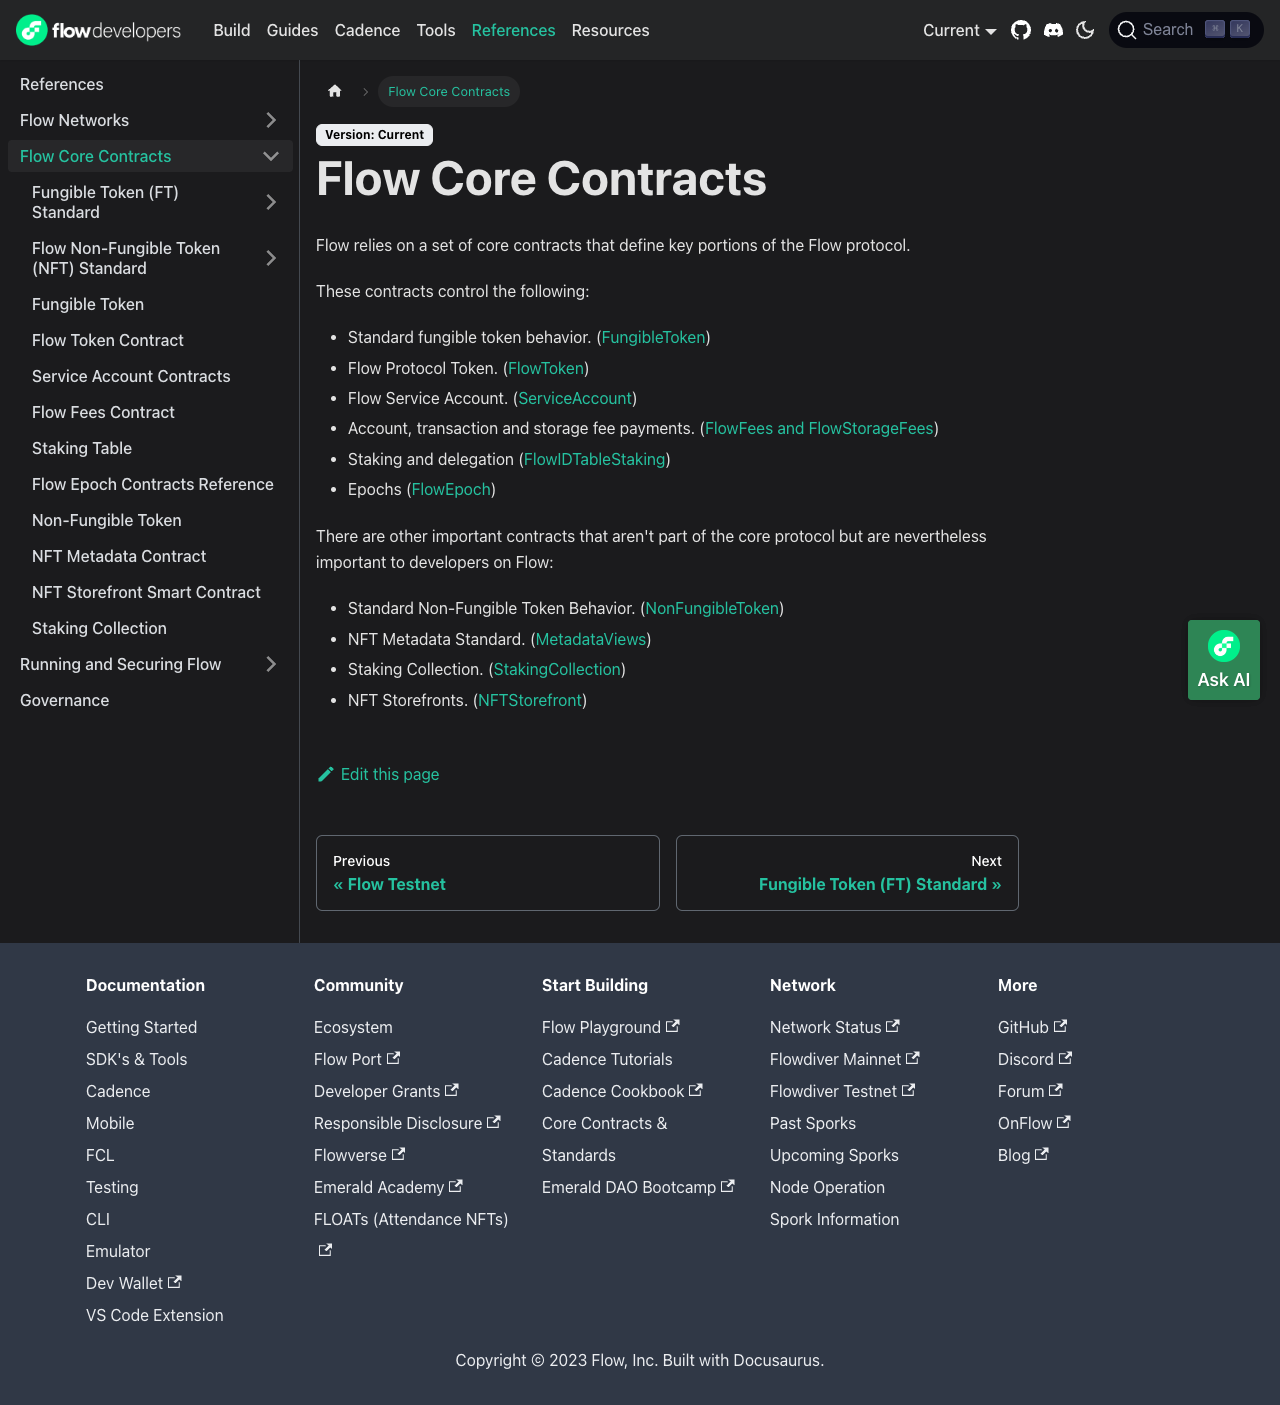 flowdevelopers Build Guides Cadence Tools References Resources Current Search ⌘ K
References
Flow Networks
Flow Core Contracts
Fungible Token (FT)
Standard
Flow Non-Fungible Token
(NFT) Standard
Fungible Token
Flow Token Contract
Service Account Contracts
Flow Fees Contract
Staking Table
Flow Epoch Contracts Reference
Non-Fungible Token
NFT Metadata Contract
NFT Storefront Smart Contract
Staking Collection
Running and Securing Flow
Governance
Flow Core Contracts
Version: Current
Flow Core Contracts
Flow relies on a set of core contracts that define key portions of the Flow protocol.
These contracts control the following:
• Standard fungible token behavior. (FungibleToken)
• Flow Protocol Token. (FlowToken)
• Flow Service Account. (ServiceAccount)
• Account, transaction and storage fee payments. (FlowFees and FlowStorageFees)
• Staking and delegation (FlowIDTableStaking)
• Epochs (FlowEpoch)
There are other important contracts that aren't part of the core protocol but are nevertheless
important to developers on Flow:
• Standard Non-Fungible Token Behavior. (NonFungibleToken)
• NFT Metadata Standard. (MetadataViews)
• Staking Collection. (StakingCollection)
• NFT Storefronts. (NFTStorefront)
Ask AI
Edit this page
Previous
« Flow Testnet
Next
Fungible Token (FT) Standard »
Documentation
Getting Started
SDK's & Tools
Cadence
Mobile
FCL
Testing
CLI
Emulator
Dev Wallet
VS Code Extension
Community
Ecosystem
Flow Port
Developer Grants
Responsible Disclosure
Flowverse
Emerald Academy
FLOATs (Attendance NFTs)
Start Building
Flow Playground
Cadence Tutorials
Cadence Cookbook
Core Contracts &
Standards
Emerald DAO Bootcamp
Network
Network Status
Flowdiver Mainnet
Flowdiver Testnet
Past Sporks
Upcoming Sporks
Node Operation
Spork Information
More
GitHub
Discord
Forum
OnFlow
Blog
Copyright © 2023 Flow, Inc. Built with Docusaurus.